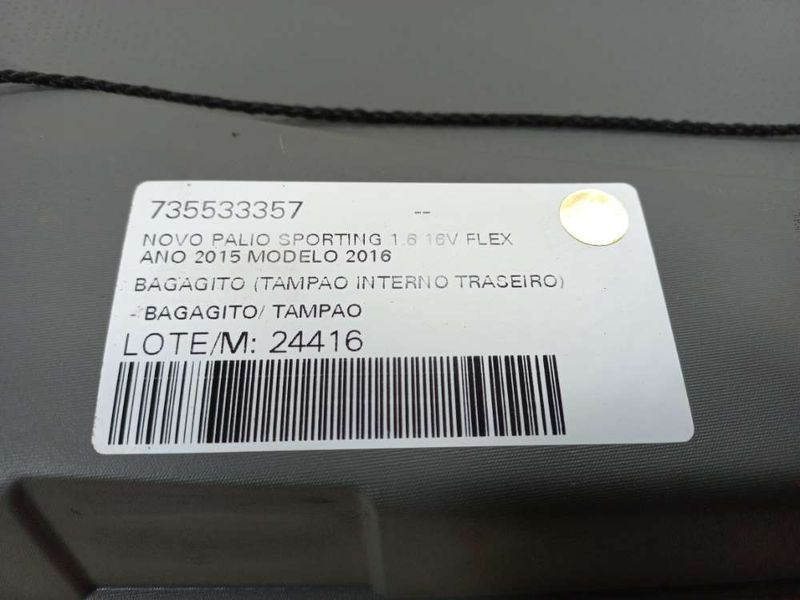 735533357 --
NOVO PALIO SPORTING 1.6 16V FLEX
ANO 2015 MODELO 2016
BAGAGITO (TAMPAO INTERNO TRASEIRO)
- BAGAGITO/ TAMPAO
LOTE/M: 24416